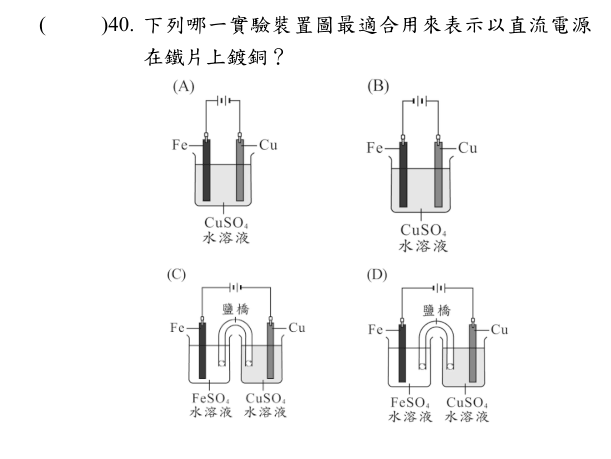 (　　)40. 下列哪一實驗裝置圖最適合用來表示以直流電源
在鐵片上鍍銅？
(A)
(B)
Fe
Cu
Fe
Cu
CuSO₄
水溶液
CuSO₄
水溶液
(C)
(D)
鹽橋
鹽橋
Fe
Cu
Fe
Cu
FeSO₄
水溶液
CuSO₄
水溶液
FeSO₄
水溶液
CuSO₄
水溶液